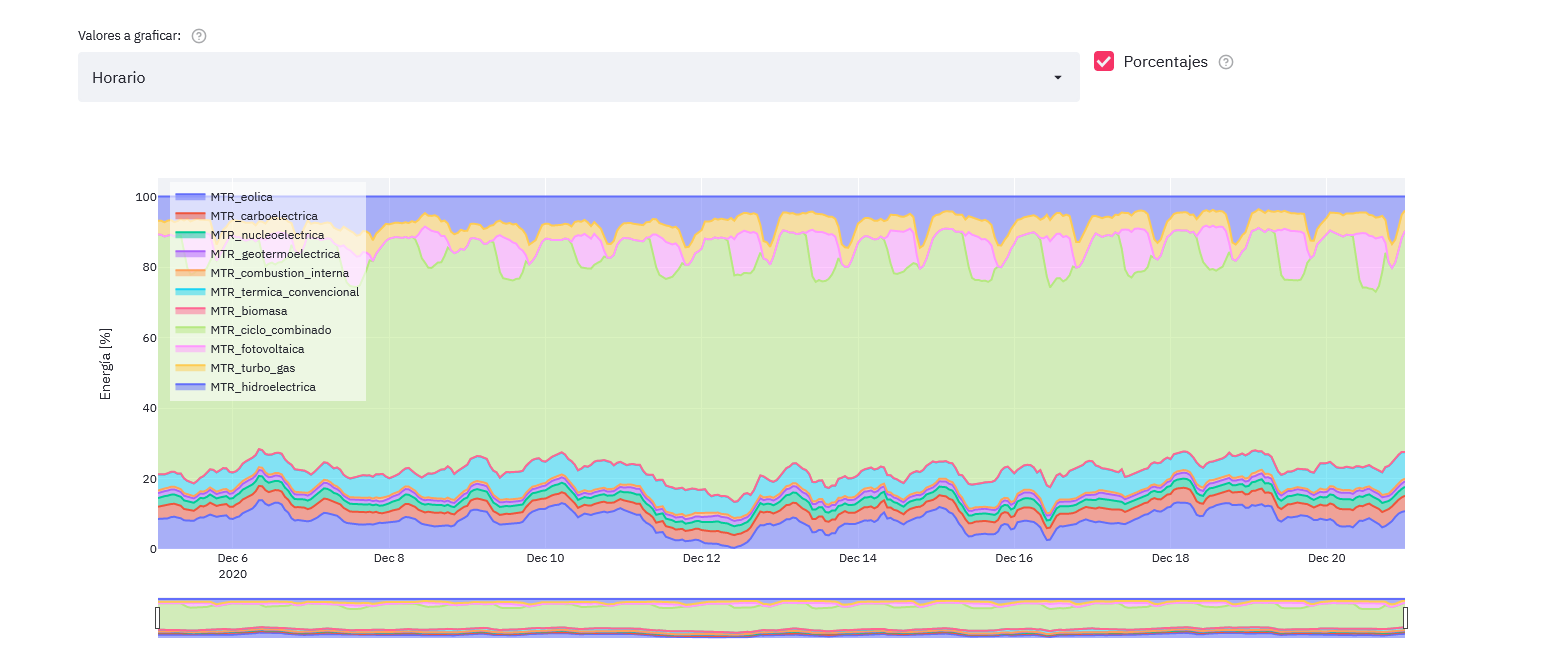 Valores a graficar:
Horario
Porcentajes
100
80
60
40
20
0
Energía [%]
MTR_eolica
MTR_carboelectrica
MTR_nucleoelectrica
MTR_geotermoelectrica
MTR_combustion_interna
MTR_termica_convencional
MTR_biomasa
MTR_ciclo_combinado
MTR_fotovoltaica
MTR_turbo_gas
MTR_hidroelectrica
Dec 6
2020
Dec 8
Dec 10
Dec 12
Dec 14
Dec 16
Dec 18
Dec 20